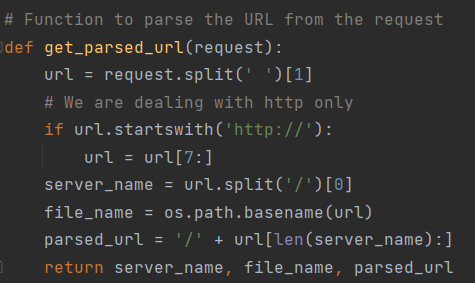 # Function to parse the URL from the request
def get_parsed_url(request):
    url = request.split(' ')[1]
    # We are dealing with http only
    if url.startswith('http://'):
        url = url[7:]
    server_name = url.split('/')[0]
    file_name = os.path.basename(url)
    parsed_url = '/' + url[len(server_name):]
    return server_name, file_name, parsed_url